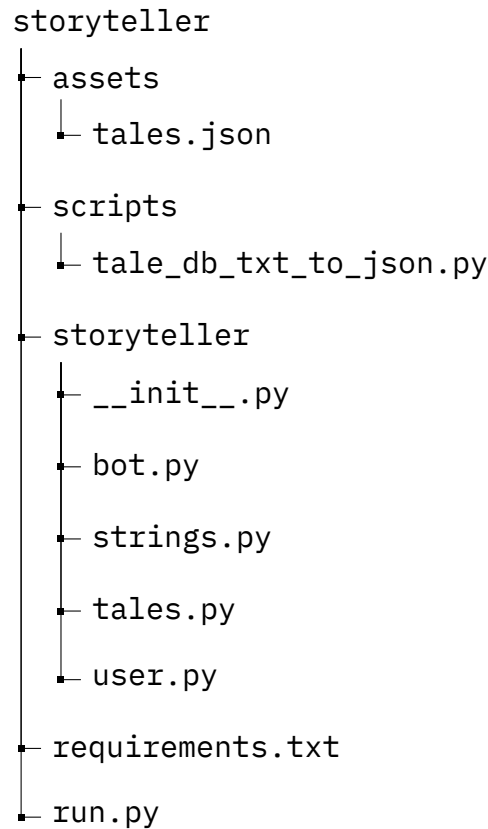 storyteller
assets
tales.json
scripts
tale_db_txt_to_json.py
storyteller
__init__.py
bot.py
strings.py
tales.py
user.py
requirements.txt
run.py